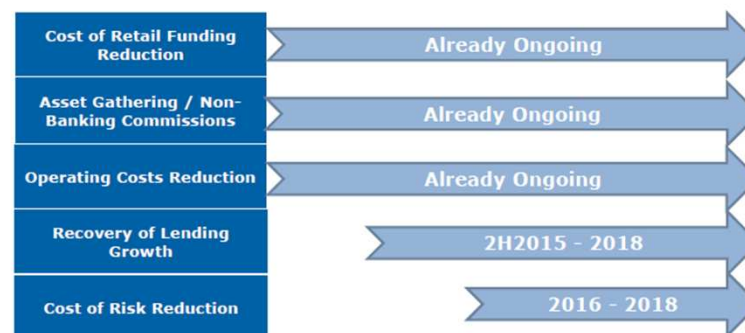 Cost of Retail Funding
Reduction
Already Ongoing
Asset Gathering / Non-
Banking Commissions
Already Ongoing
Operating Costs Reduction
Already Ongoing
Recovery of Lending
Growth
2H2015 - 2018
Cost of Risk Reduction
2016 - 2018